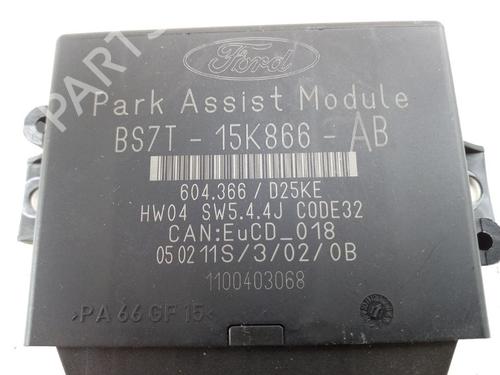 PARTS
Ford
Park Assist Module
BS7T - 15K866 - AB
604.366 / D25KE
HW04 SW5.4.4J CODE32
CAN:EuCD_018
050211S/3/02/0B
1100403068
>PA 66 GF 15<